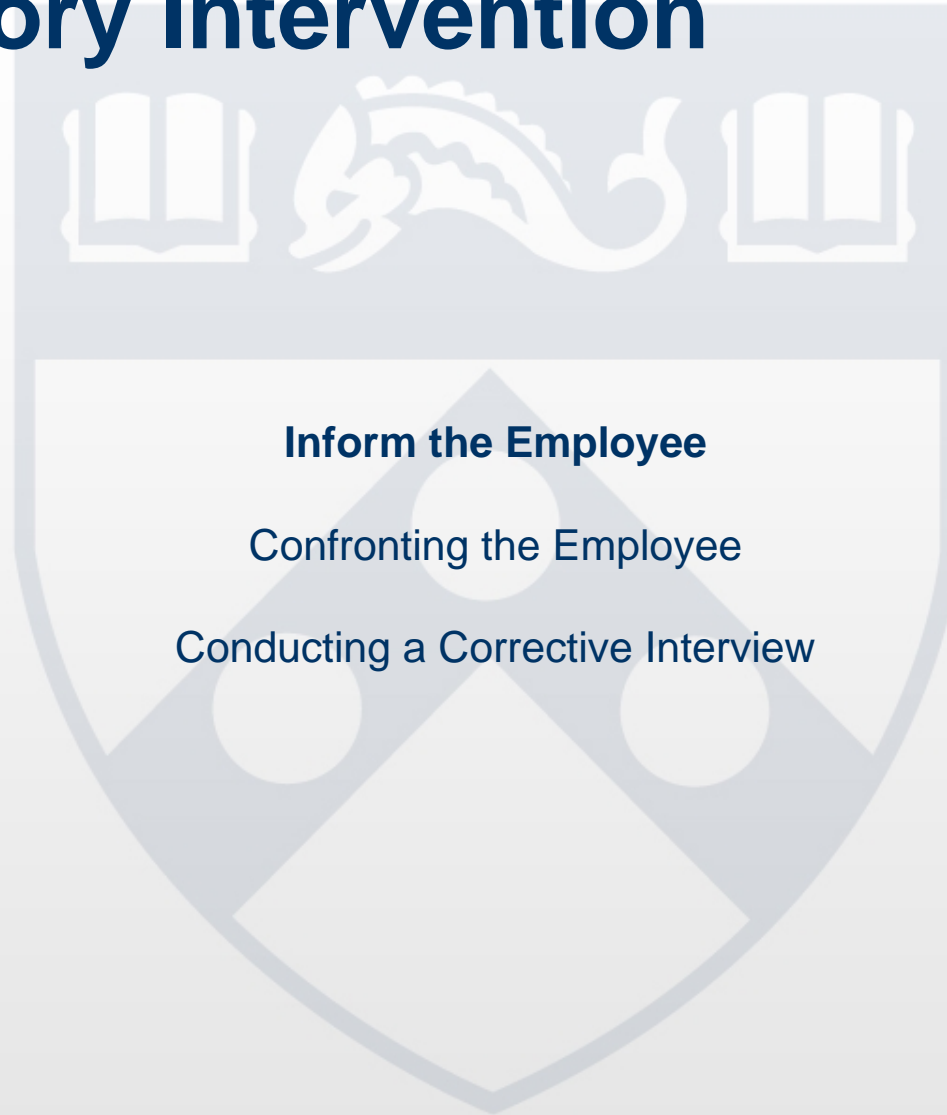 ory Intervention
Inform the Employee
Confronting the Employee
Conducting a Corrective Interview